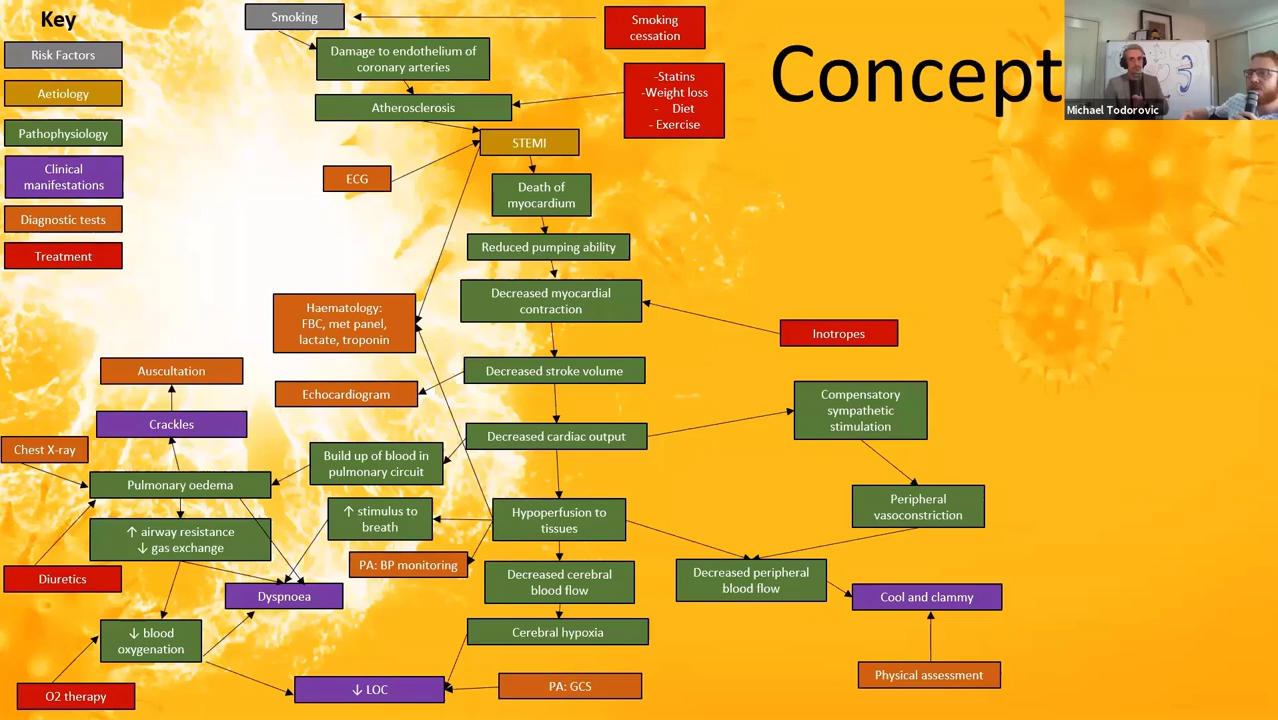 Key
Risk Factors
Aetiology
Pathophysiology
Clinical
manifestations
Diagnostic tests
Treatment
Concept
Michael Todorovic
Smoking
Smoking
cessation
Damage to endothelium of
coronary arteries
-Statins
-Weight loss
- Diet
- Exercise
Atherosclerosis
STEMI
ECG
Death of
myocardium
Reduced pumping ability
Decreased myocardial
contraction
Haematology:
FBC, met panel,
lactate, troponin
Inotropes
Auscultation
Decreased stroke volume
Echocardiogram
Compensatory
sympathetic
stimulation
Crackles
Decreased cardiac output
Chest X-ray
Build up of blood in
pulmonary circuit
Pulmonary oedema
Peripheral
vasoconstriction
↑ stimulus to
breath
Hypoperfusion to
tissues
↑ airway resistance
↓ gas exchange
PA: BP monitoring
Diuretics
Decreased cerebral
blood flow
Decreased peripheral
blood flow
Dyspnoea
Cool and clammy
↓ blood
oxygenation
Cerebral hypoxia
Physical assessment
O2 therapy
↓ LOC
PA: GCS